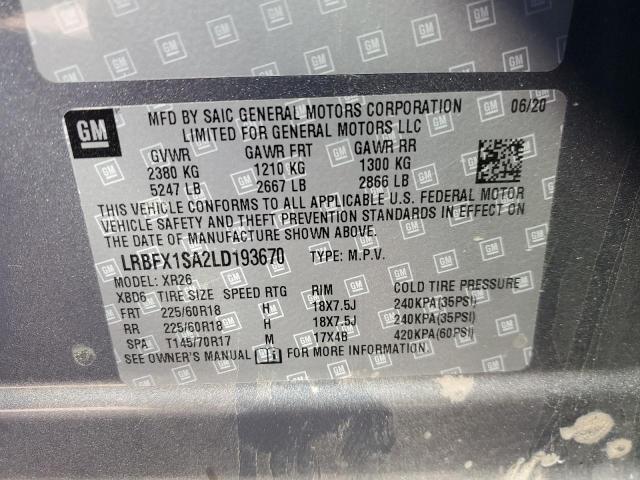 GM
MFD BY SAIC GENERAL MOTORS CORPORATION 06/20
LIMITED FOR GENERAL MOTORS LLC
GVWR GAWR FRT GAWR RR
2380 KG 1210 KG 1300 KG
5247 LB 2667 LB 2866 LB
THIS VEHICLE CONFORMS TO ALL APPLICABLE U.S. FEDERAL MOTOR
VEHICLE SAFETY AND THEFT PREVENTION STANDARDS IN EFFECT ON
THE DATE OF MANUFACTURE SHOWN ABOVE.
LRBFX1SA2LD193670 TYPE: M.P.V.
MODEL: XR26
XBD6 TIRE SIZE SPEED RTG RIM COLD TIRE PRESSURE
FRT 225/60R18 H 18X7.5J 240KPA(35PSI)
RR 225/60R18 H 18X7.5J 240KPA(35PSI)
SPA T145/70R17 M 17X4B 420KPA(60PSI)
SEE OWNER'S MANUAL FOR MORE INFORMATION.